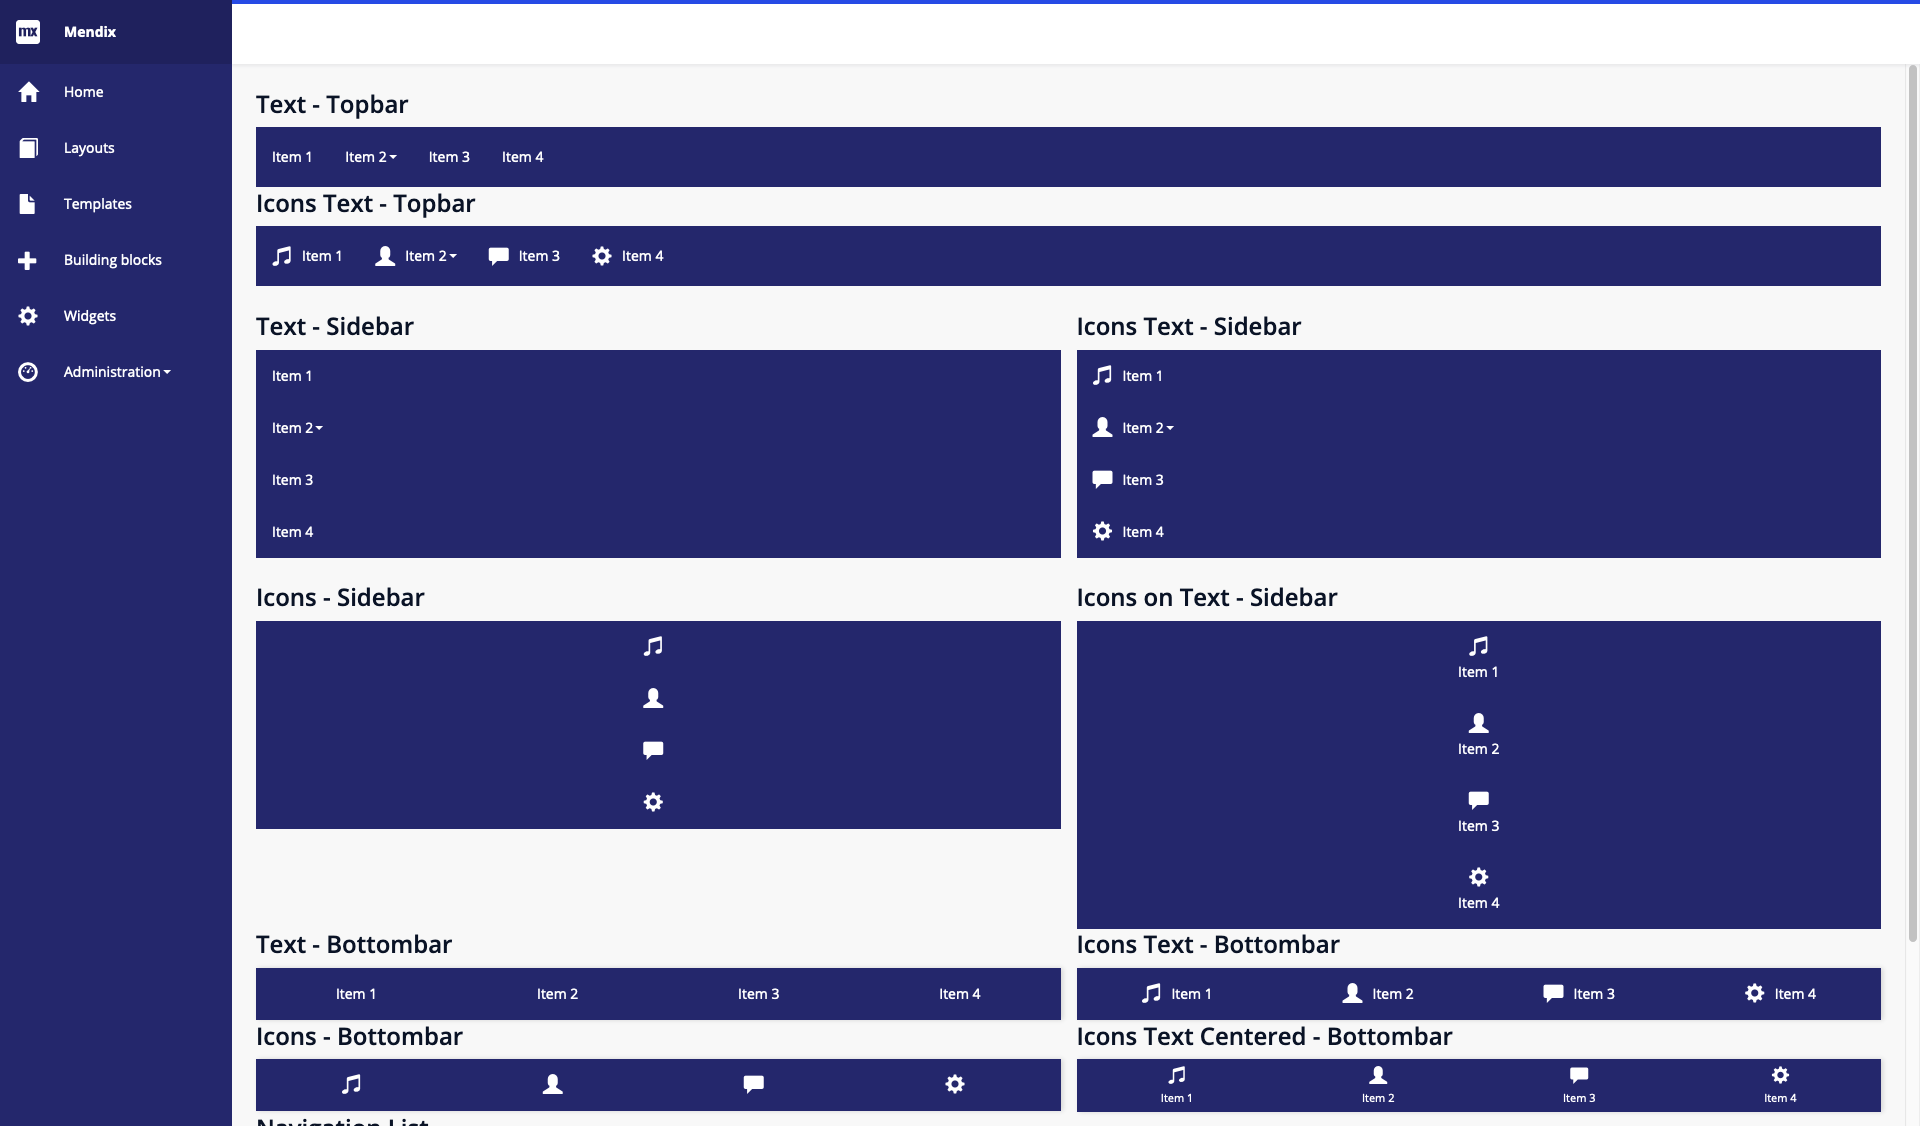 mx Mendix
Home
Layouts
Templates
Building blocks
Widgets
Administration
Text - Topbar
Item 1 Item 2 Item 3 Item 4
Icons Text - Topbar
Item 1 Item 2 Item 3 Item 4
Text - Sidebar
Item 1
Item 2
Item 3
Item 4
Icons Text - Sidebar
Item 1
Item 2
Item 3
Item 4
Icons - Sidebar
Icons on Text - Sidebar
Item 1
Item 2
Item 3
Item 4
Text - Bottombar
Item 1 Item 2 Item 3 Item 4
Icons Text - Bottombar
Item 1 Item 2 Item 3 Item 4
Icons - Bottombar
Icons Text Centered - Bottombar
Item 1 Item 2 Item 3 Item 4
Navigation List